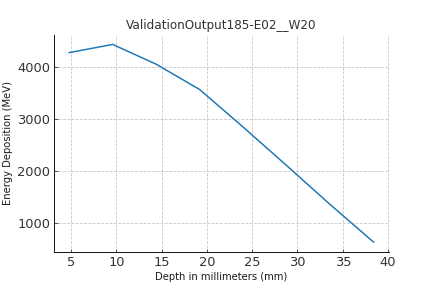 ValidationOutput185-E02__W20
Energy Deposition (MeV)
4000
3000
2000
1000
5 10 15 20 25 30 35 40
Depth in millimeters (mm)